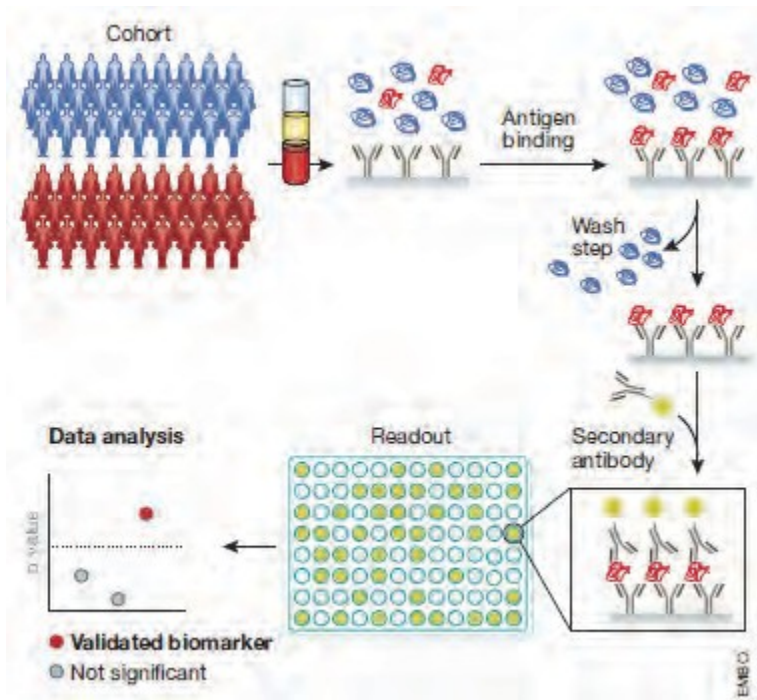 Cohort
Antigen
binding
Wash
step
Secondary
antibody
Readout
Data analysis
p value
Validated biomarker
Not significant
EMBO